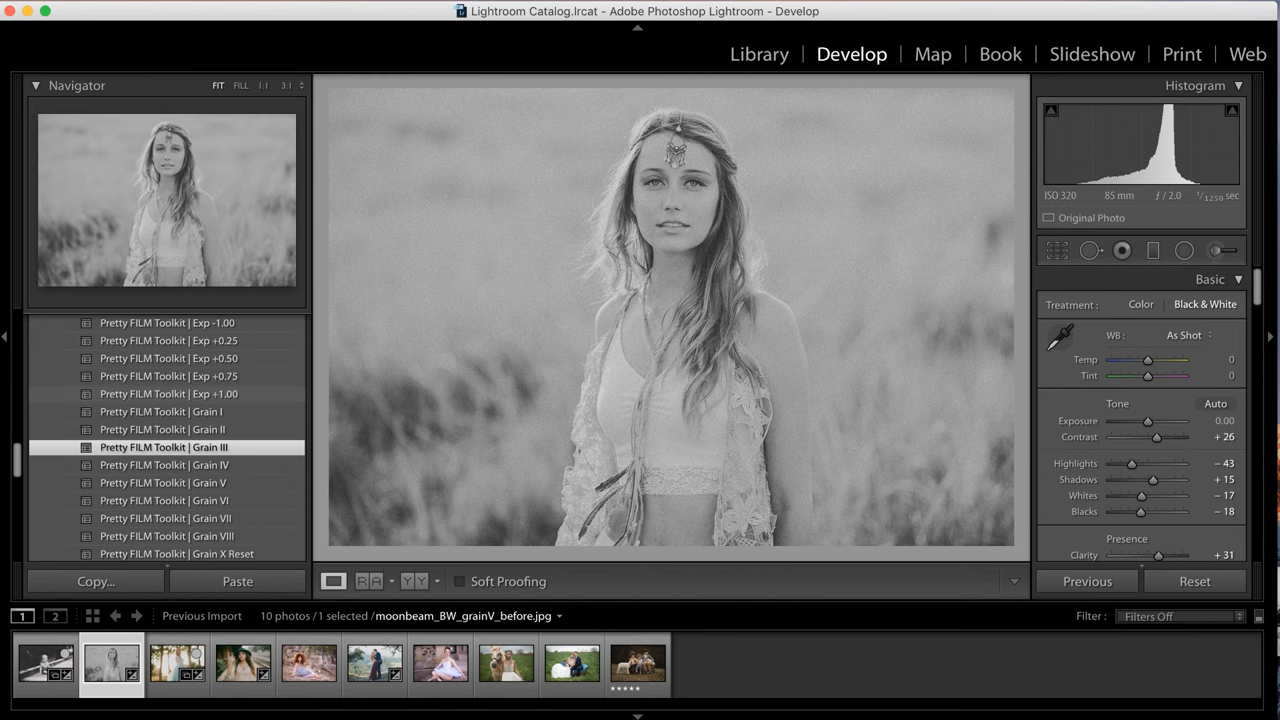 Lightroom Catalog.lrcat - Adobe Photoshop Lightroom - Develop
Library | Develop | Map | Book | Slideshow | Print | Web
Navigator FIT FILL 1:1 3:1
Pretty FILM Toolkit | Exp -1.00
Pretty FILM Toolkit | Exp +0.25
Pretty FILM Toolkit | Exp +0.50
Pretty FILM Toolkit | Exp +0.75
Pretty FILM Toolkit | Exp +1.00
Pretty FILM Toolkit | Grain I
Pretty FILM Toolkit | Grain II
Pretty FILM Toolkit | Grain III
Pretty FILM Toolkit | Grain IV
Pretty FILM Toolkit | Grain V
Pretty FILM Toolkit | Grain VI
Pretty FILM Toolkit | Grain VII
Pretty FILM Toolkit | Grain VIII
Pretty FILM Toolkit | Grain X Reset
Copy... Paste
R A Y Y Soft Proofing
Histogram
ISO 320 85 mm ƒ / 2.0 1/1250 sec
Original Photo
Basic
Treatment : Color Black & White
WB : As Shot
Temp 0
Tint 0
Tone Auto
Exposure 0.00
Contrast + 26
Highlights − 43
Shadows + 15
Whites − 17
Blacks − 18
Presence
Clarity + 31
Previous Reset
1 2 Previous Import 10 photos / 1 selected / moonbeam_BW_grainV_before.jpg Filter : Filters Off